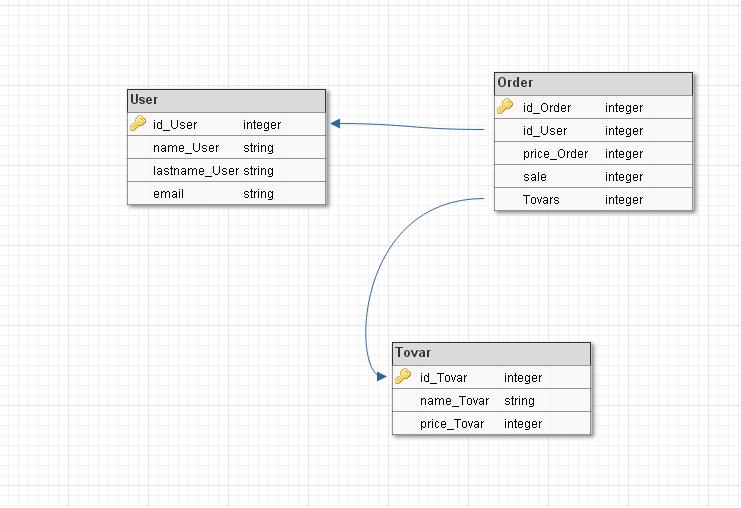 User
id_User integer
name_User string
lastname_User string
email string
Order
id_Order integer
id_User integer
price_Order integer
sale integer
Tovars integer
Tovar
id_Tovar integer
name_Tovar string
price_Tovar integer